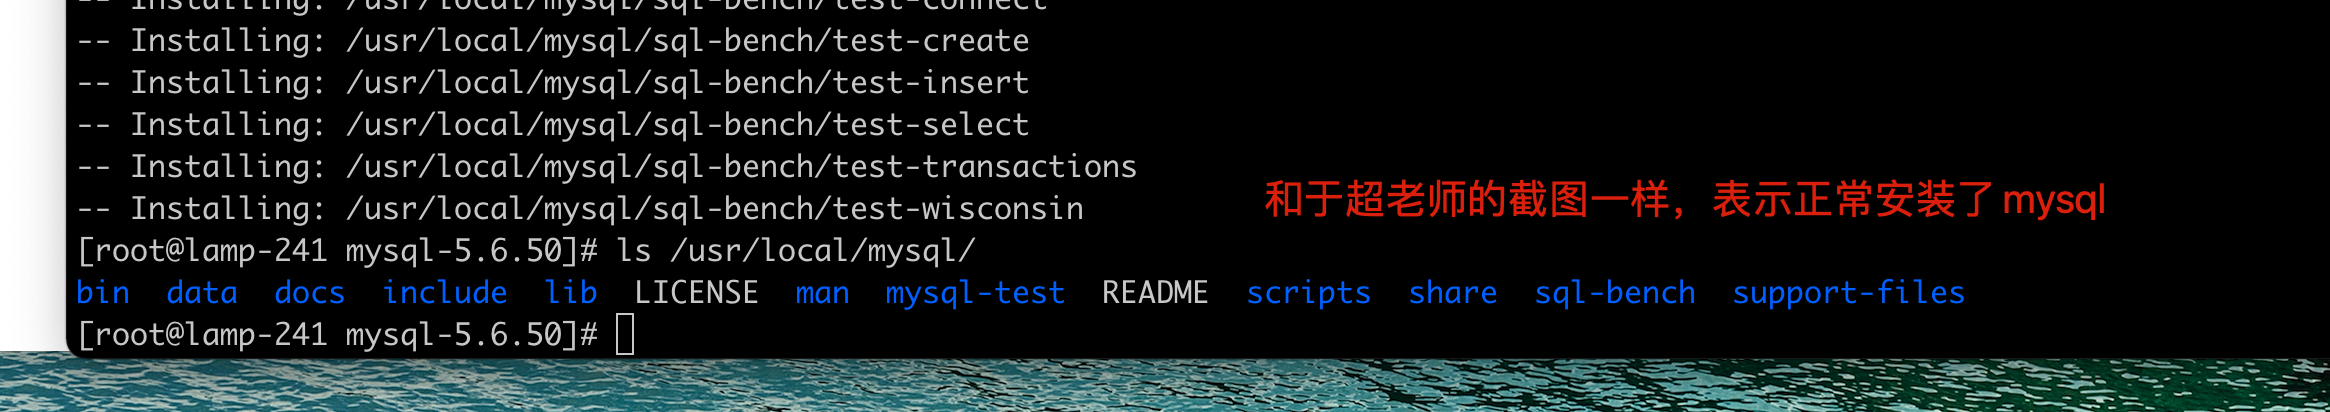 -- Installing: /usr/local/mysql/sql-bench/test-connect
-- Installing: /usr/local/mysql/sql-bench/test-create
-- Installing: /usr/local/mysql/sql-bench/test-insert
-- Installing: /usr/local/mysql/sql-bench/test-select
-- Installing: /usr/local/mysql/sql-bench/test-transactions
-- Installing: /usr/local/mysql/sql-bench/test-wisconsin
和于超老师的截图一样，表示正常安装了mysql
[root@lamp-241 mysql-5.6.50]# ls /usr/local/mysql/
bin data docs include lib LICENSE man mysql-test README scripts share sql-bench support-files
[root@lamp-241 mysql-5.6.50]#